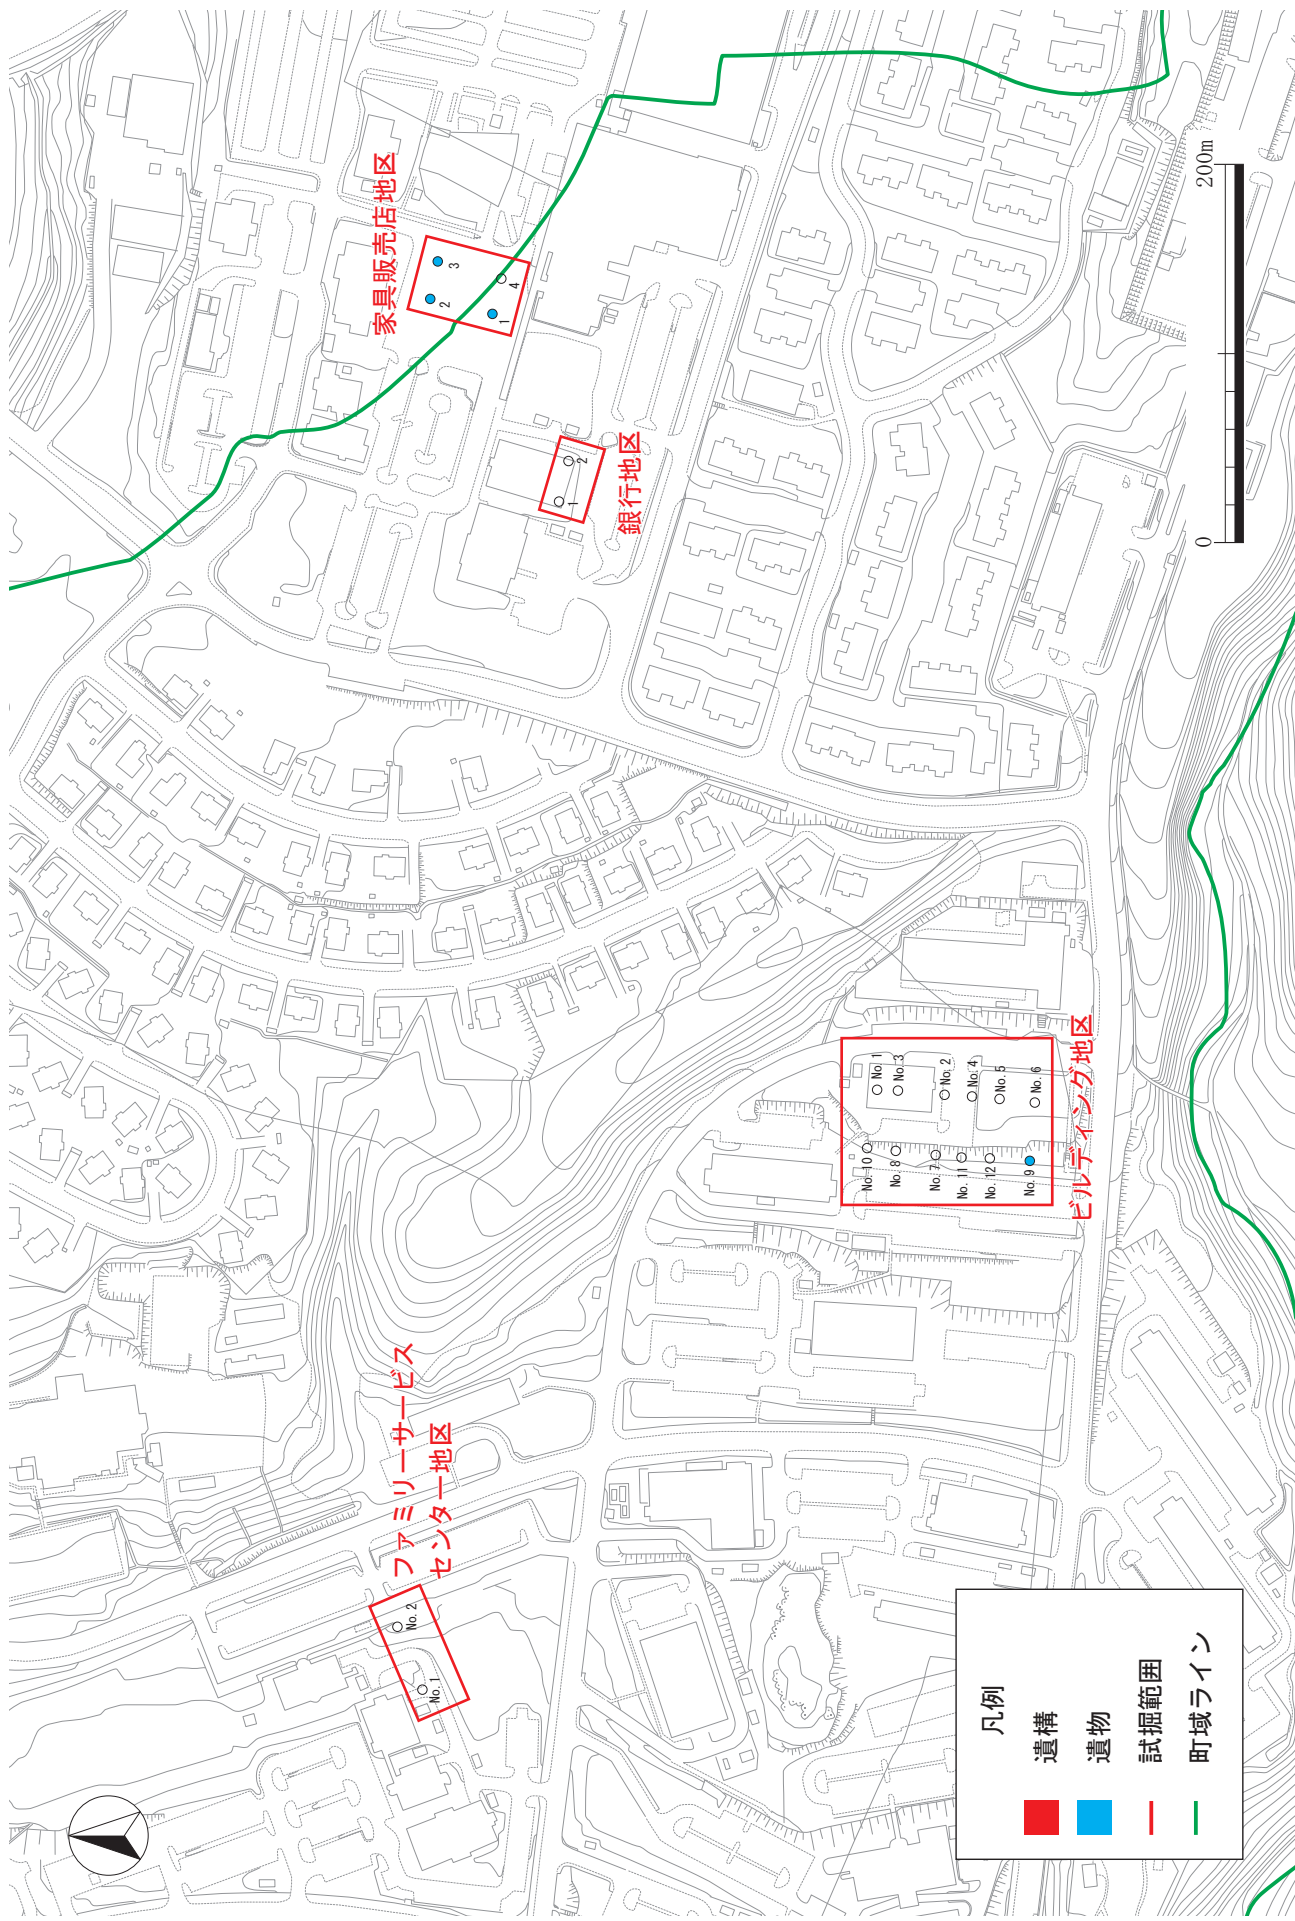 ファミリーサービス
センター地区
No. 1
No. 2
ビルディング地区
No. 10
No. 8
No. 7
No. 11
No. 12
No. 9
No. 1
No. 3
No. 2
No. 4
No. 5
No. 6
銀行地区
1
2
家具販売店地区
1
2
3
4
凡例
遺構
遺物
試掘範囲
町域ライン
0
200m